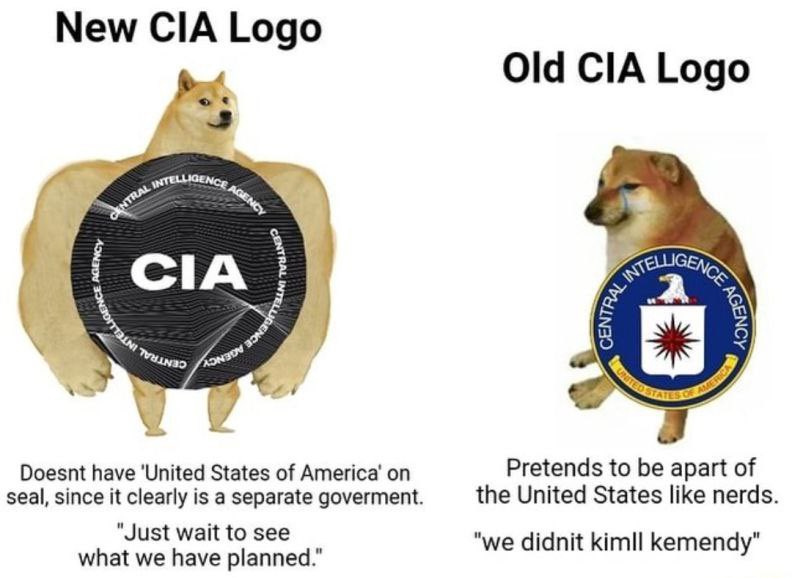 New CIA Logo
CENTRAL INTELLIGENCE AGENCY
CENTRAL INTELLIGENCE AGENCY
CENTRAL INTELLIGENCE AGENCY
CENTRAL INTELLIGENCE AGENCY
CIA
Doesnt have 'United States of America' on
seal, since it clearly is a separate goverment.
"Just wait to see
what we have planned."
Old CIA Logo
CENTRAL INTELLIGENCE AGENCY
UNITED STATES OF AMERICA
Pretends to be apart of
the United States like nerds.
"we didnit kimll kemendy"